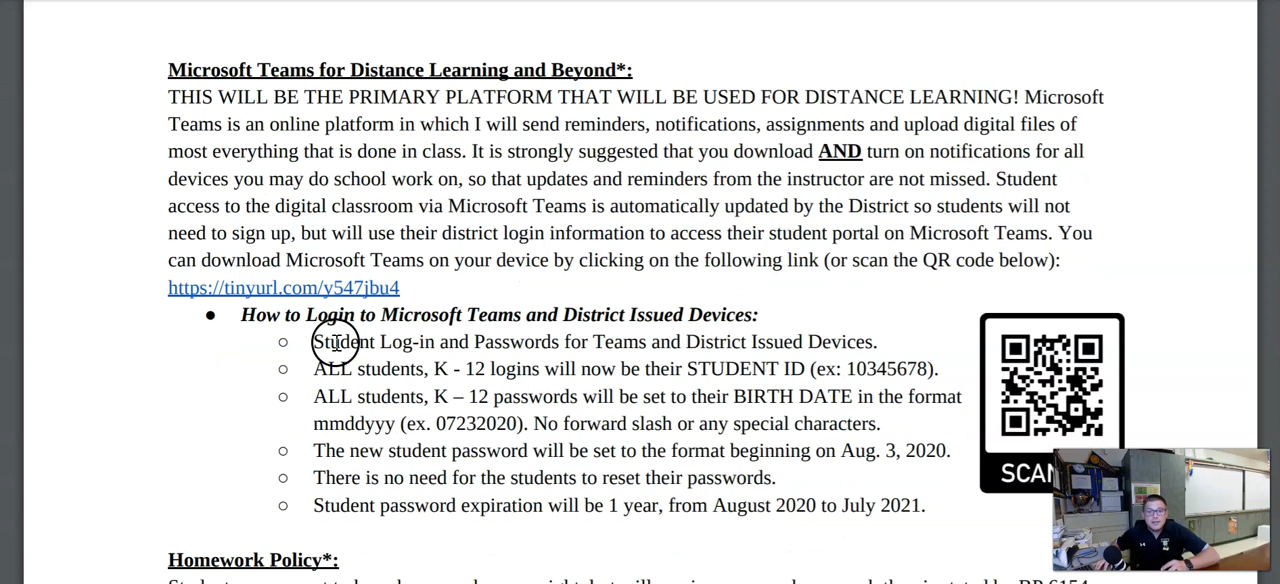 Microsoft Teams for Distance Learning and Beyond*:
THIS WILL BE THE PRIMARY PLATFORM THAT WILL BE USED FOR DISTANCE LEARNING! Microsoft
Teams is an online platform in which I will send reminders, notifications, assignments and upload digital files of
most everything that is done in class. It is strongly suggested that you download AND turn on notifications for all
devices you may do school work on, so that updates and reminders from the instructor are not missed. Student
access to the digital classroom via Microsoft Teams is automatically updated by the District so students will not
need to sign up, but will use their district login information to access their student portal on Microsoft Teams. You
can download Microsoft Teams on your device by clicking on the following link (or scan the QR code below):
https://tinyurl.com/y547jbu4
● How to Login to Microsoft Teams and District Issued Devices:
○ Student Log-in and Passwords for Teams and District Issued Devices.
○ ALL students, K - 12 logins will now be their STUDENT ID (ex: 10345678).
○ ALL students, K – 12 passwords will be set to their BIRTH DATE in the format
mmddyyy (ex. 07232020). No forward slash or any special characters.
○ The new student password will be set to the format beginning on Aug. 3, 2020.
○ There is no need for the students to reset their passwords.
○ Student password expiration will be 1 year, from August 2020 to July 2021.
SCAN
Homework Policy*: